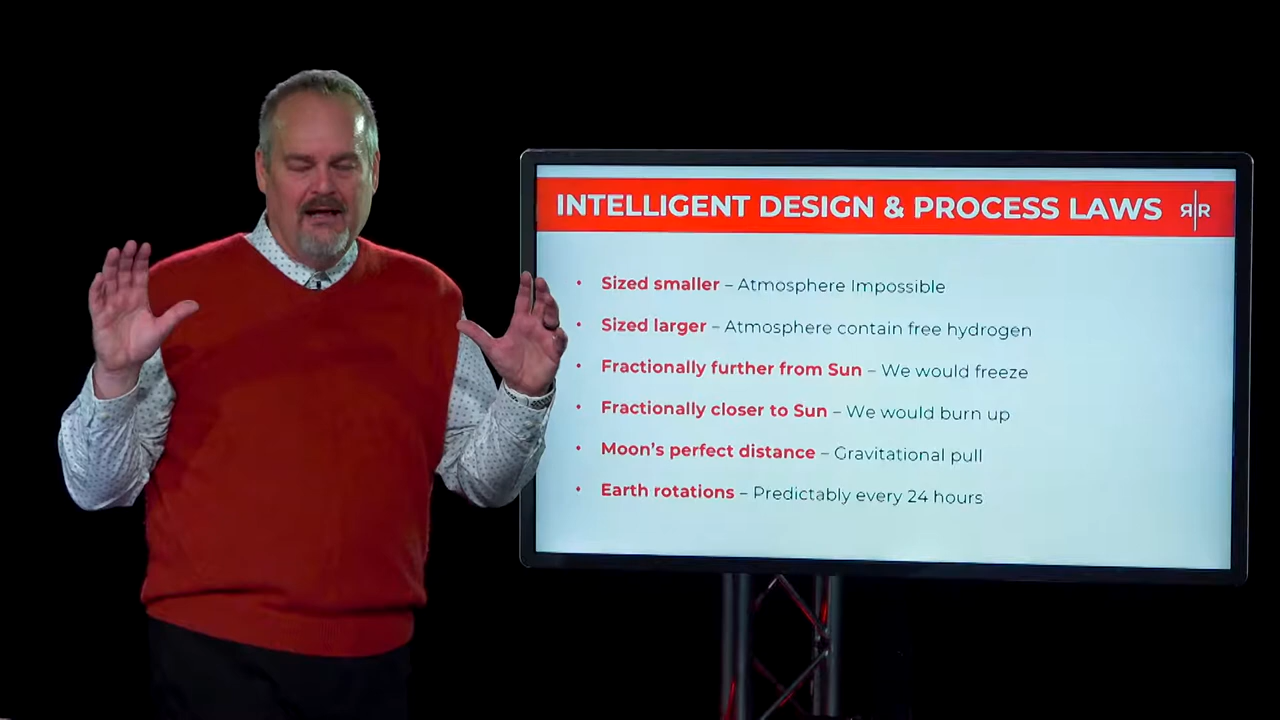 INTELLIGENT DESIGN & PROCESS LAWS ЯR
• Sized smaller – Atmosphere Impossible
• Sized larger – Atmosphere contain free hydrogen
• Fractionally further from Sun – We would freeze
• Fractionally closer to Sun – We would burn up
• Moon’s perfect distance – Gravitational pull
• Earth rotations – Predictably every 24 hours